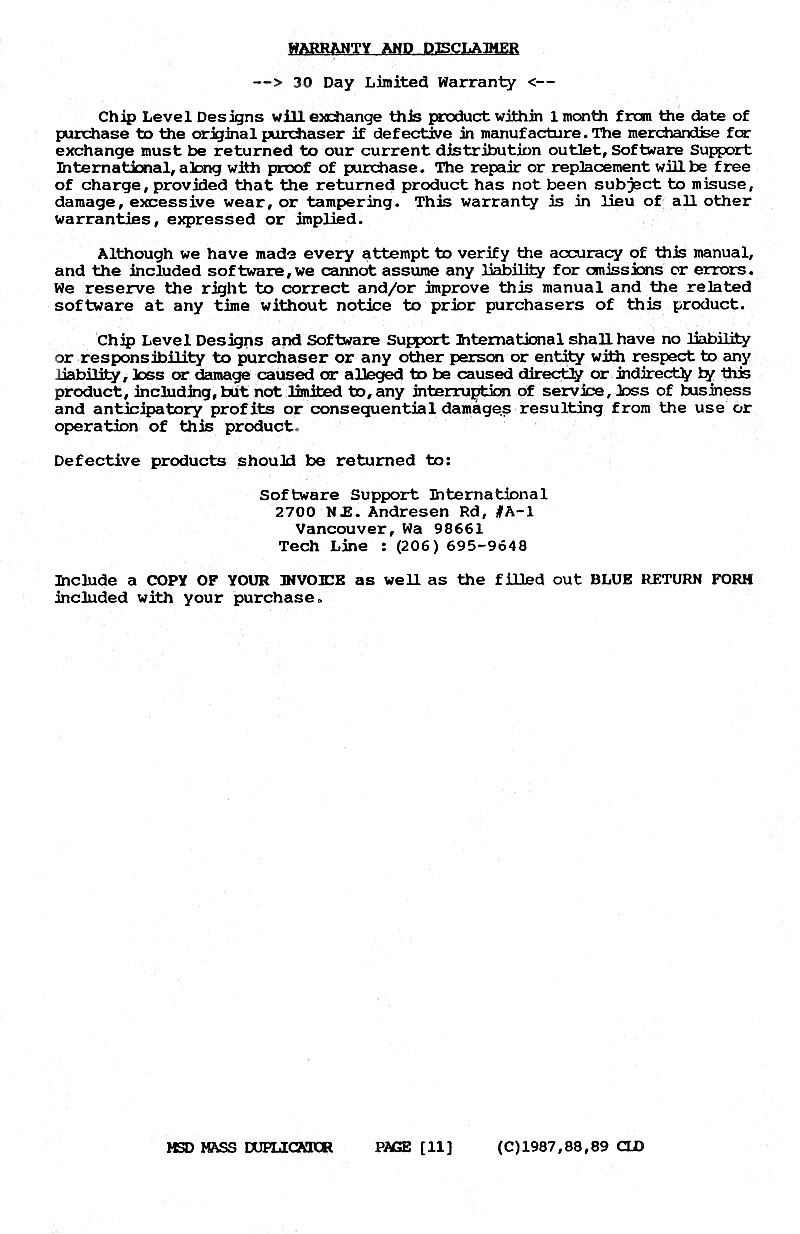 WARRANTY AND DISCLAIMER
--> 30 Day Limited Warranty <--
Chip Level Designs will exchange this product within 1 month from the date of
purchase to the original purchaser if defective in manufacture. The merchandise for
exchange must be returned to our current distribution outlet, Software Support
International, along with proof of purchase. The repair or replacement will be free
of charge, provided that the returned product has not been subject to misuse,
damage, excessive wear, or tampering. This warranty is in lieu of all other
warranties, expressed or implied.
Although we have made every attempt to verify the accuracy of this manual,
and the included software, we cannot assume any liability for omissions or errors.
We reserve the right to correct and/or improve this manual and the related
software at any time without notice to prior purchasers of this product.
Chip Level Designs and Software Support International shall have no liability
or responsibility to purchaser or any other person or entity with respect to any
liability, loss or damage caused or alleged to be caused directly or indirectly by this
product, including, but not limited to, any interruption of service, loss of business
and anticipatory profits or consequential damages resulting from the use or
operation of this product.
Defective products should be returned to:
Software Support International
2700 N.E. Andresen Rd, #A-1
Vancouver, Wa 98661
Tech Line : (206) 695-9648
Include a COPY OF YOUR INVOICE as well as the filled out BLUE RETURN FORM
included with your purchase.
MSD MASS DUPLICATOR PAGE [11] (C)1987,88,89 CLD